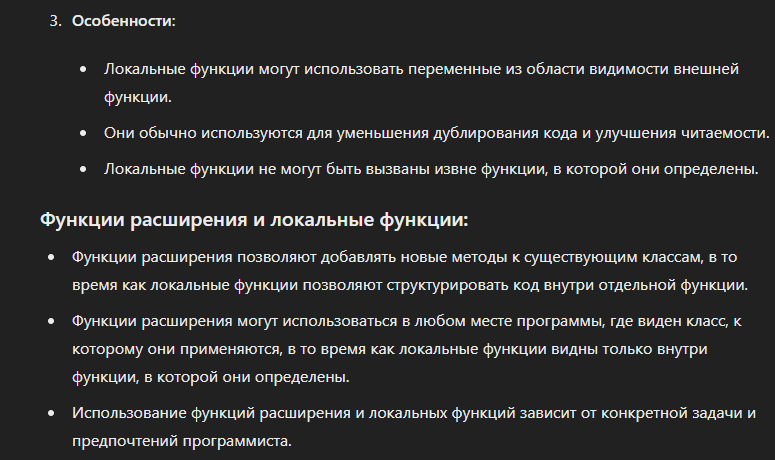 3. Особенности:
• Локальные функции могут использовать переменные из области видимости внешней
функции.
• Они обычно используются для уменьшения дублирования кода и улучшения читаемости.
• Локальные функции не могут быть вызваны извне функции, в которой они определены.
Функции расширения и локальные функции:
• Функции расширения позволяют добавлять новые методы к существующим классам, в то
время как локальные функции позволяют структурировать код внутри отдельной функции.
• Функции расширения могут использоваться в любом месте программы, где виден класс, к
которому они применяются, в то время как локальные функции видны только внутри
функции, в которой они определены.
• Использование функций расширения и локальных функций зависит от конкретной задачи и
предпочтений программиста.